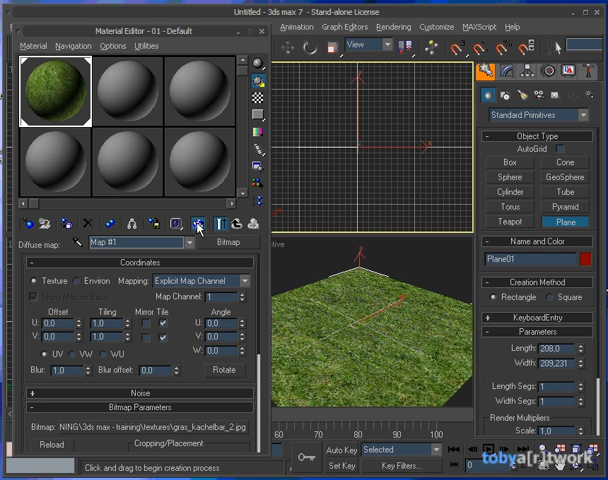 Untitled - 3ds max 7 - Stand-alone License
Material Editor - 01 - Default
Animation Graph Editors Rendering Customize MAXScript Help
Material Navigation Options Utilities
View
Standard Primitives
Object Type
AutoGrid
Box Cone
Sphere GeoSphere
Cylinder Tube
Torus Pyramid
Teapot Plane
Diffuse map: Map #1 Bitmap
Name and Color
Plane01
Coordinates
Texture Environ Mapping: Explicit Map Channel
Map Channel: 1
Offset Tiling Mirror Tile Angle
U: 0,0 1,0 U: 0,0
V: 0,0 1,0 V: 0,0
W: 0,0
UV VW WU
Blur: 1,0 Blur offset: 0,0 Rotate
Creation Method
Rectangle Square
KeyboardEntry
Parameters
Length: 208,0
Width: 209,231
Length Segs: 1
Width Segs: 1
Render Multipliers
Scale: 1,0
Noise
Bitmap Parameters
Bitmap: NING\3ds max - training\textures\gras_kachelbar_2.jpg
Reload Cropping/Placement
60 70 80 90 100
Auto Key Selected
Set Key Key Filters... 0
Click and drag to begin creation process
tobya[r]twork